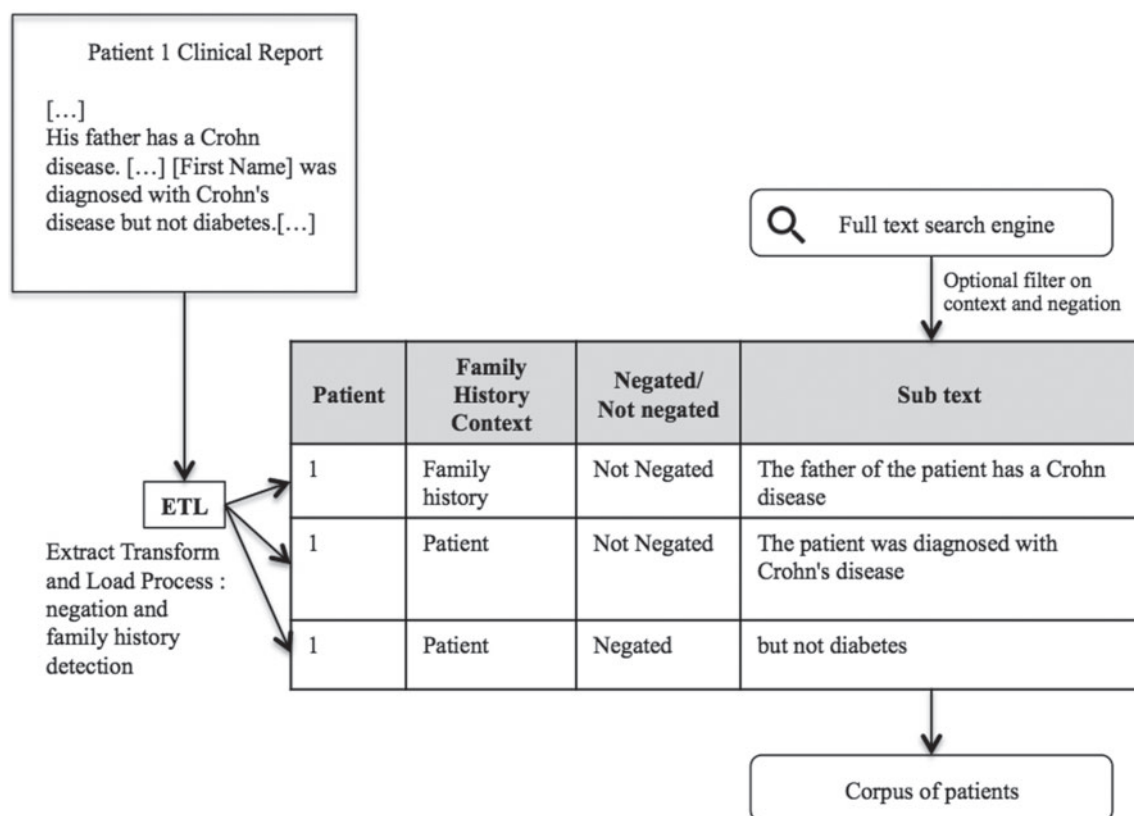 Patient 1 Clinical Report
[...]
His father has a Crohn
disease. [...] [First Name] was
diagnosed with Crohn's
disease but not diabetes.[...]
Full text search engine
Optional filter on
context and negation
Patient
Family
History
Context
Negated/
Not negated
Sub text
1
Family
history
Not Negated
The father of the patient has a Crohn
disease
1
Patient
Not Negated
The patient was diagnosed with
Crohn's disease
1
Patient
Negated
but not diabetes
ETL
Extract Transform
and Load Process :
negation and
family history
detection
Corpus of patients